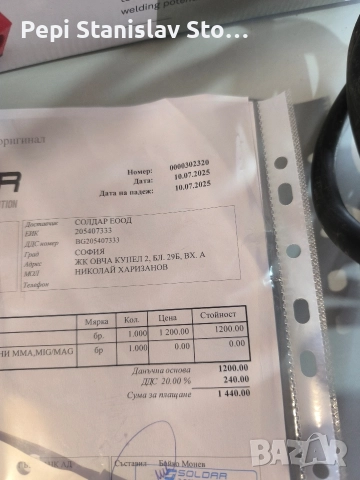 Pepi Stanislav Sto...
welding
оригинал
Номер: 0000302320
Дата: 10.07.2025
Дата на падеж: 10.07.2025
Доставчик СОЛДАР ЕООД
ЕИК 205407333
ДДС номер BG205407333
Град СОФИЯ
Адрес ЖК ОВЧА КУПЕЛ 2, БЛ. 29Б, ВХ. А
МОЛ НИКОЛАЙ ХАРИЗАНОВ
Телефон
Мярка Кол. Цена Стойност
бр. 1.000 1 200.00 1200.00
НИ MMA,MIG/MAG бр 1.000 0.00 0.00
Данъчна основа 1200.00
ДДС 20.00 % 240.00
Сума за плащане 1 440.00
Съставил Бойко Монев
SOLDAR
BAZAR